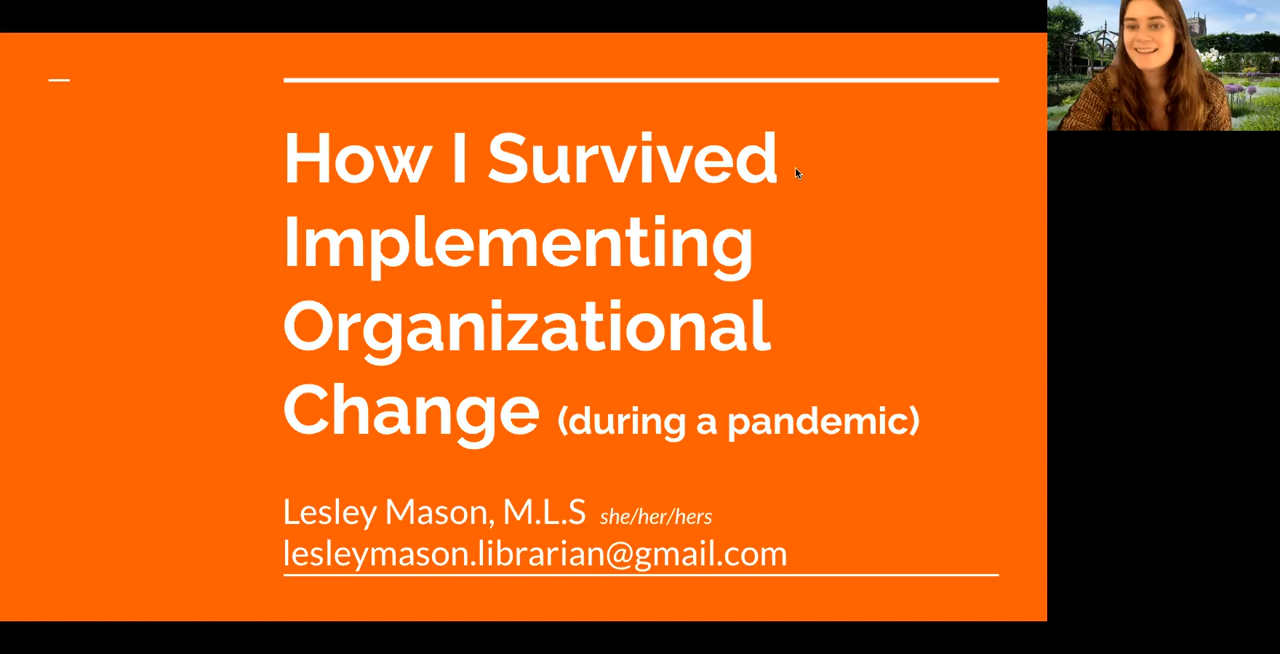 How I Survived
Implementing
Organizational
Change (during a pandemic)
Lesley Mason, M.L.S she/her/hers
lesleymason.librarian@gmail.com